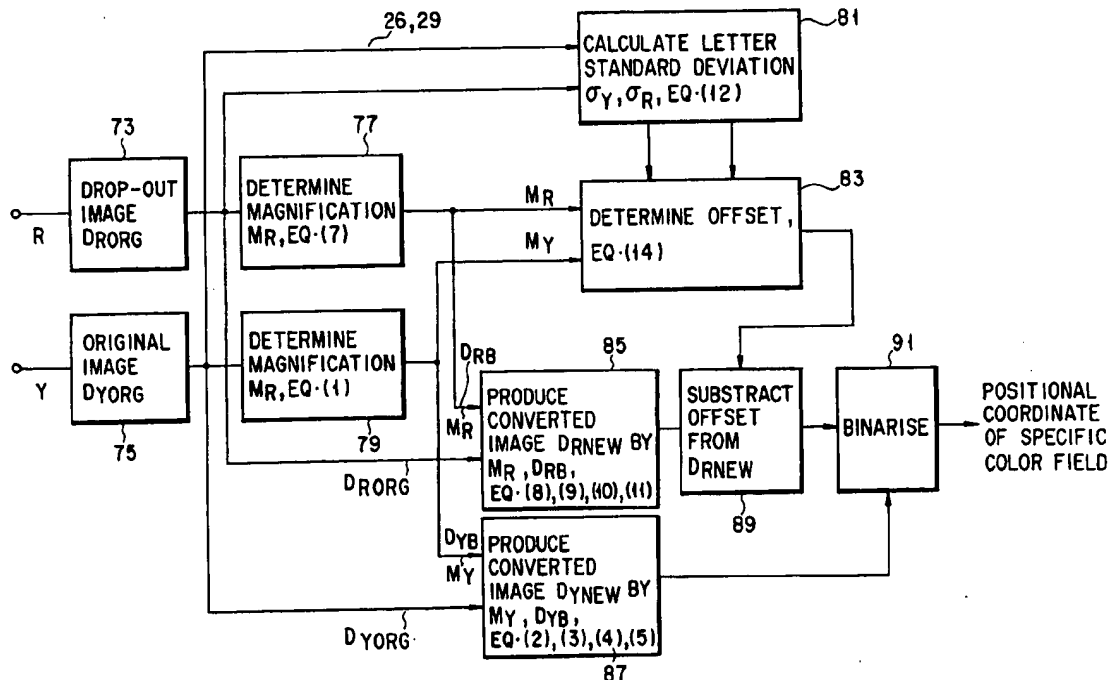 26,29
81
CALCULATE LETTER
STANDARD DEVIATION
σY, σR, EQ·(12)
73
DROP-OUT
IMAGE
DRORG
R
77
DETERMINE
MAGNIFICATION
MR, EQ·(7)
MR
MY
83
DETERMINE OFFSET,
EQ·(14)
ORIGINAL
IMAGE
DYORG
Y
75
DETERMINE
MAGNIFICATION
MR, EQ·(1)
79
DRORG
DRB
MR
85
PRODUCE
CONVERTED
IMAGE DRNEW BY
MR, DRB,
EQ·(8),(9),(10),(11)
SUBSTRACT
OFFSET
FROM
DRNEW
89
91
BINARISE
POSITIONAL
COORDINATE
OF SPECIFIC
COLOR FIELD
DYB
MY
DYORG
PRODUCE
CONVERTED
IMAGE DYNEW BY
MY, DYB,
EQ·(2),(3),(4),(5)
87